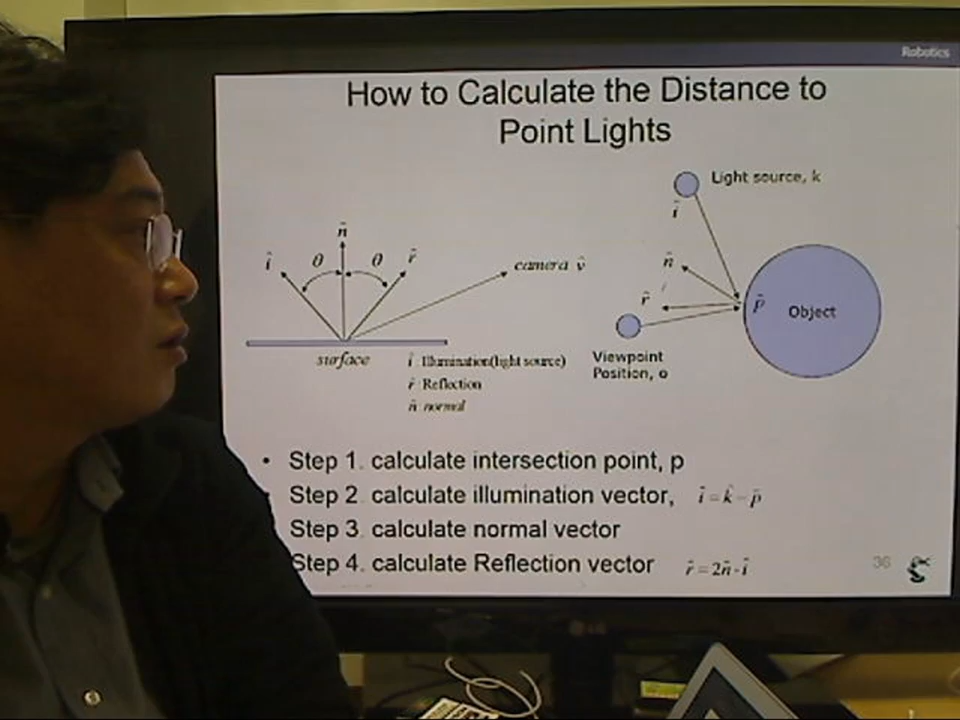 Robotics
How to Calculate the Distance to
Point Lights
Light source, k
î
n̂
r̂
p̂
Object
Viewpoint
Position, o
n̂
î
θ
θ
r̂
camera v̂
surface
î Illumination(light source)
r̂ Reflection
n̂ normal
• Step 1. calculate intersection point, p
Step 2 calculate illumination vector, î = k̂ - p̂
Step 3. calculate normal vector
Step 4. calculate Reflection vector r̂ = 2n̂ - î
36
LG